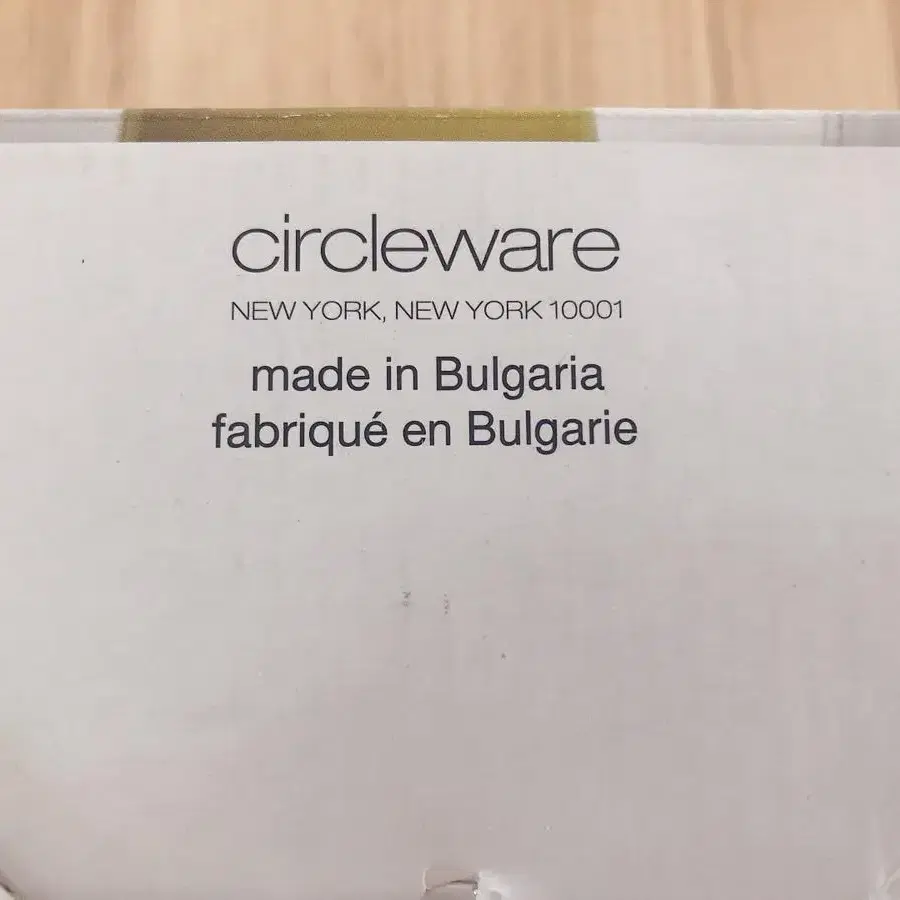 circleware
NEW YORK, NEW YORK 10001
made in Bulgaria
fabriqué en Bulgarie